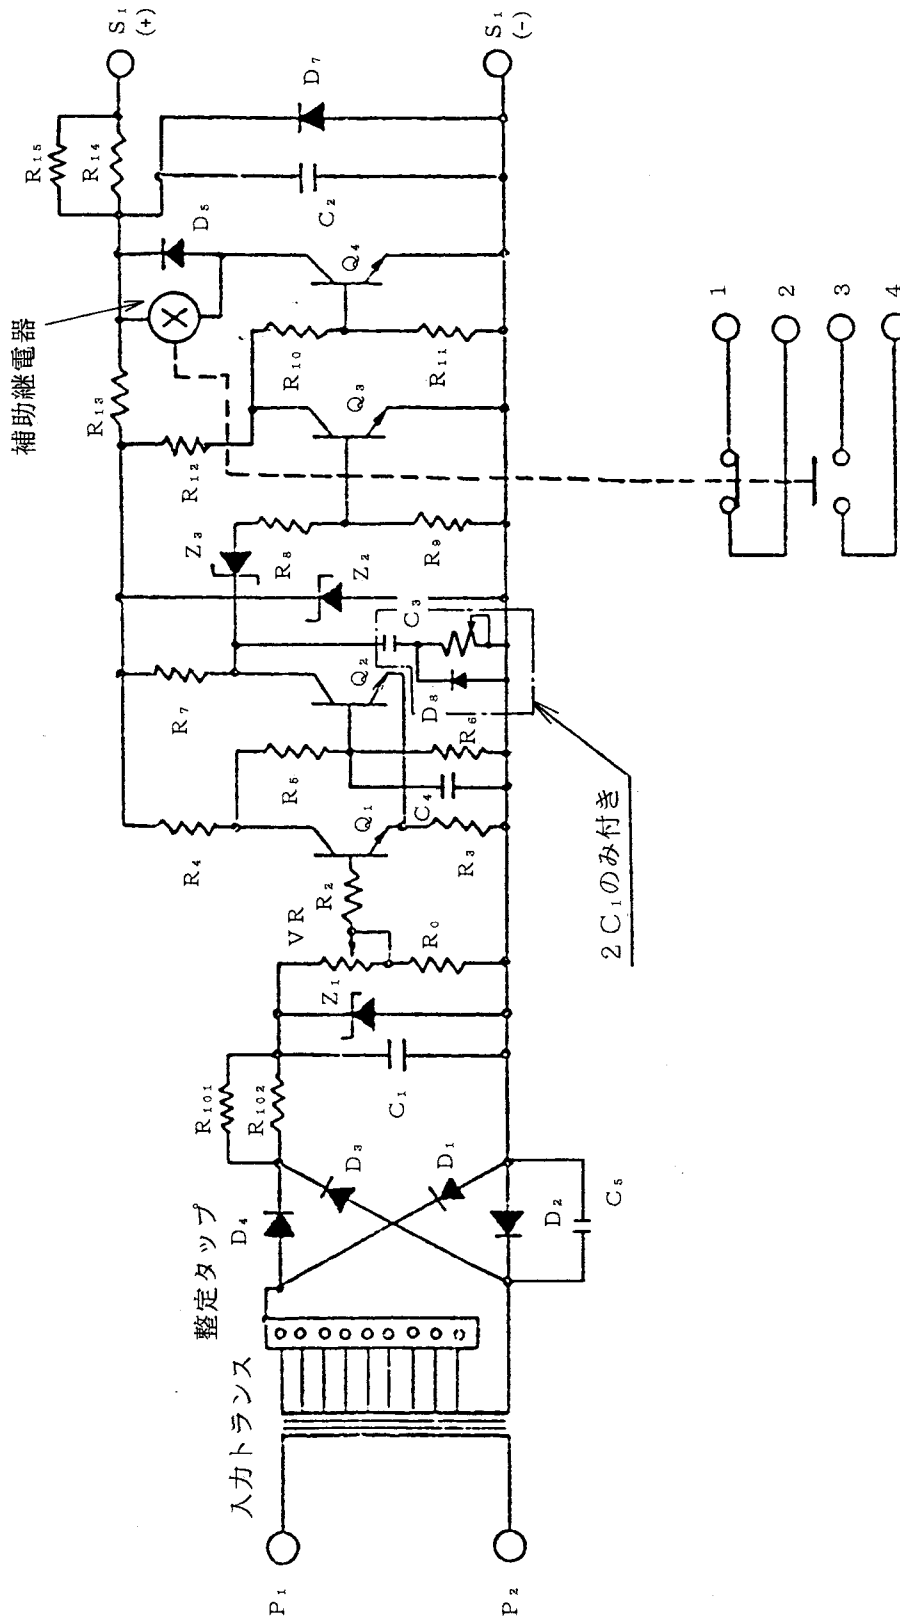 P₁
P₂
入力トランス
整定タップ
D₄
D₃
D₁
D₂
C₅
R₁₀₁
R₁₀₂
C₁
Z₁
VR
R₀
R₂
Q₁
R₃
R₄
R₅
C₄
R₆
Q₂
R₇
D₈
C₃
2C₁のみ付き
Z₂
Z₃
R₈
R₉
Q₃
R₁₂
R₁₃
R₁₀
R₁₁
Q₄
補助継電器
X
D₅
C₂
D₇
R₁₅
R₁₄
S₁
(+)
S₁
(-)
1
2
3
4